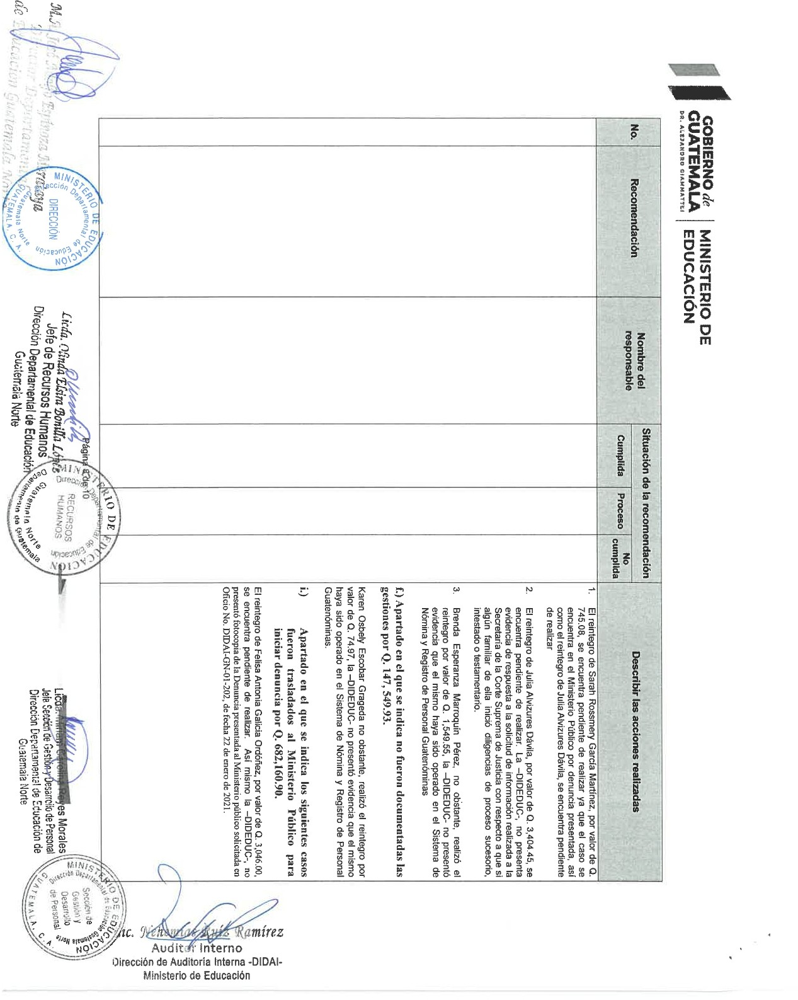 GOBIERNO de
GUATEMALA
DR. ALEJANDRO GIAMMATTEI
MINISTERIO DE
EDUCACIÓN
No.
Recomendación
Nombre del
responsable
Situación de la recomendación
Cumplida
Proceso
No
cumplida
Describir las acciones realizadas
1. El reintegro de Sarah Rossmery García Martínez, por valor de Q.
745.08, se encuentra pendiente de realizar ya que el caso se
encuentra en el Ministerio Público por denuncia presentada, así
como el reintegro de Julia Alvizures Dávila, se encuentra pendiente
de realizar
2. El reintegro de Julia Alvizures Dávila, por valor de Q. 3,404.45, se
encuentra pendiente de realizar. La –DIDEDUC-, no presenta
evidencia de respuesta a la solicitud de información realizada a la
Secretaría de la Corte Suprema de Justicia con respecto a que si
algún familiar de ella inició diligencias de proceso sucesorio,
intestado o testamentario.
3. Brenda Esperanza Marroquín Pérez, no obstante, realizó el
reintegro por valor de Q. 1,549.55, la –DIDEDUC- no presentó
evidencia que el mismo haya sido operado en el Sistema de
Nomina y Registro de Personal Guatenóminas
f.) Apartado en el que se indica no fueron documentadas las
gestiones por Q. 147, 549.93.
Karen Osbely Escobar Grageda no obstante, realizó el reintegro por
valor de Q. 74.97, la –DIDEDUC- no presentó evidencia que el mismo
haya sido operado en el Sistema de Nómina y Registro de Personal
Guatenóminas.
i.) Apartado en el que se indica los siguientes casos
fueron trasladados al Ministerio Público para
iniciar denuncia por Q. 682,160.90.
El reintegro de Felisa Antonia Galicia Ordóñez, por valor de Q. 3,046.00,
se encuentra pendiente de realizar. Así mismo la –DIDEDUC-, no
presentó fotocopia de la Denuncia presentada al Ministerio público solicitada en
Oficio No. DIDAI-GN-01-202, de fecha 22 de enero de 2021.
Página de 10
M.A. José Espinoza
Director Departamental
de Educación Guatemala Norte
MINISTERIO DE EDUCACIÓN
Dirección Departamental de Educación
Guatemala Norte
DIRECCIÓN
GUATEMALA, C. A.
Licda. Olinda Elsira Bonilla López
Jefe de Recursos Humanos
Dirección Departamental de Educación
Guatemala Norte
MINISTERIO DE EDUCACIÓN
Dirección Departamental de Educación
Guatemala Norte
RECURSOS
HUMANOS
Departamento de Guatemala
Licda. Reyes Morales
Jefe Sección de Gestión y Desarrollo de Personal
Dirección Departamental de Educación de
Guatemala Norte
MINISTERIO DE EDUCACIÓN
Dirección Departamental de Educación Guatemala Norte
Sección de
Gestión y
Desarrollo
de Personal
GUATEMALA, C. A.
Lic. Nehemías Ruiz Ramírez
Auditor Interno
Dirección de Auditoria Interna -DIDAI-
Ministerio de Educación